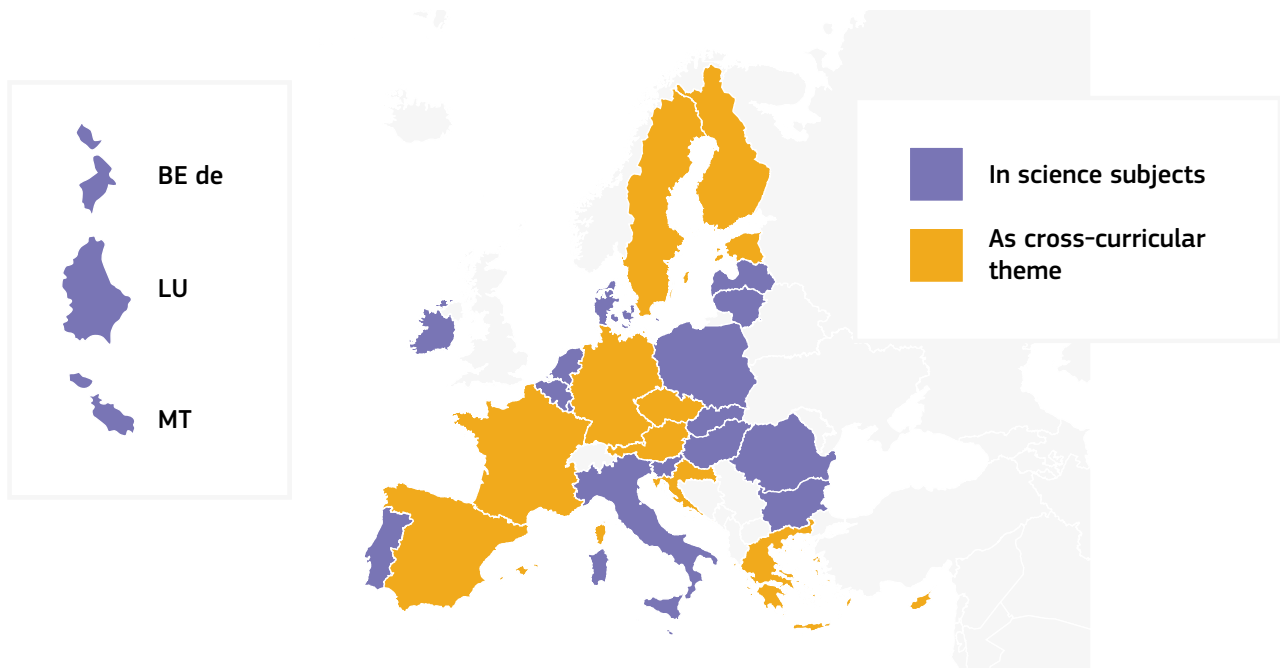 BE de
LU
MT
In science subjects
As cross-curricular
theme